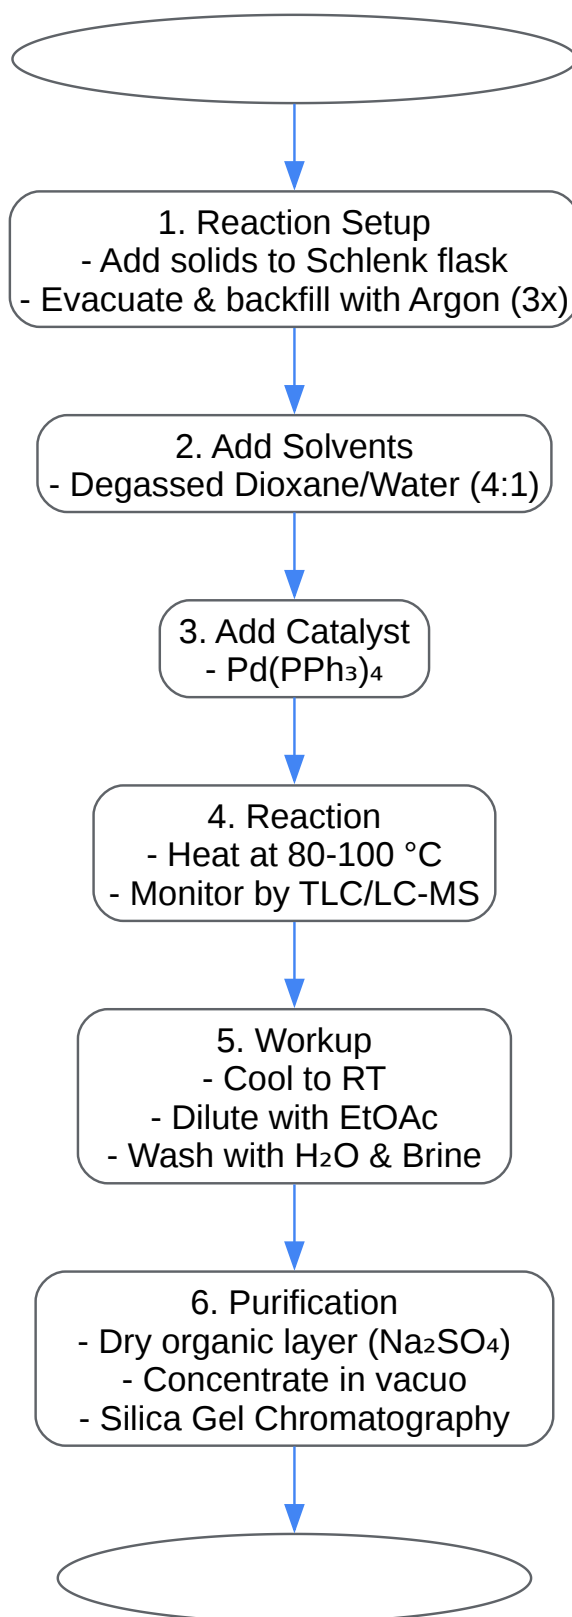 1. Reaction Setup
- Add solids to Schlenk flask
- Evacuate & backfill with Argon (3x)
2. Add Solvents
- Degassed Dioxane/Water (4:1)
3. Add Catalyst
- Pd(PPh₃)₄
4. Reaction
- Heat at 80-100 °C
- Monitor by TLC/LC-MS
5. Workup
- Cool to RT
- Dilute with EtOAc
- Wash with H₂O & Brine
6. Purification
- Dry organic layer (Na₂SO₄)
- Concentrate in vacuo
- Silica Gel Chromatography